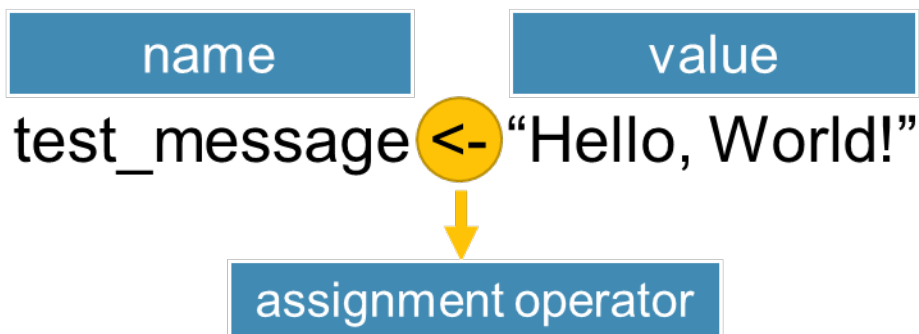 name value
test_message <- “Hello, World!”
assignment operator